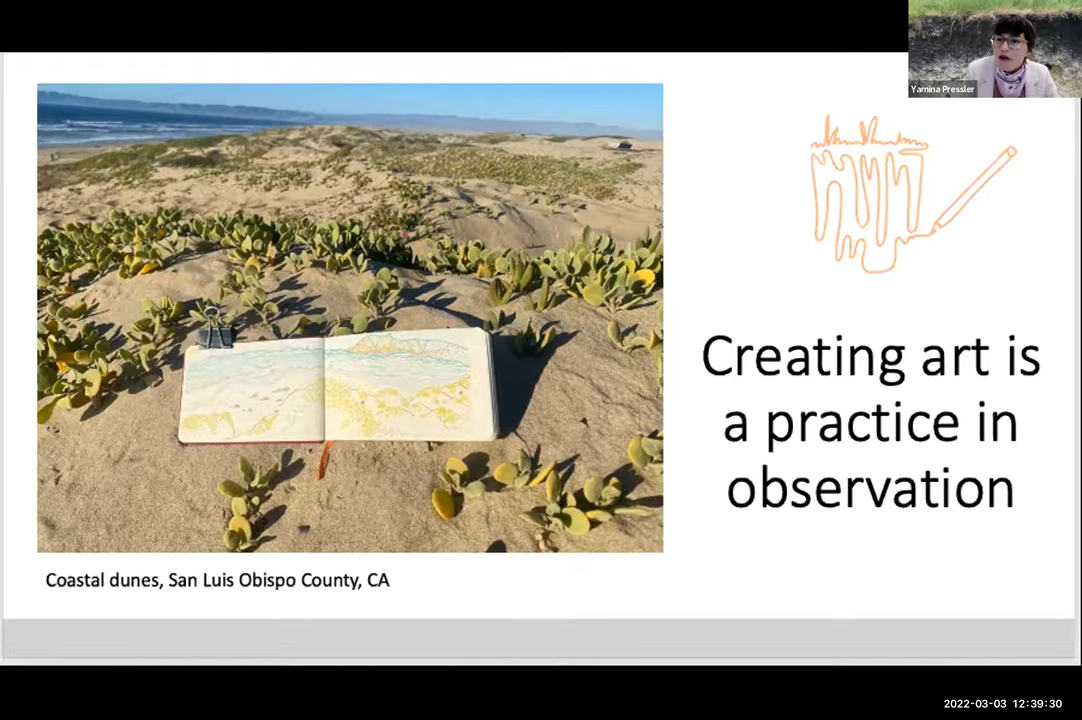 Yamina Pressler
Creating art is
a practice in
observation
Coastal dunes, San Luis Obispo County, CA
2022-03-03 12:39:30